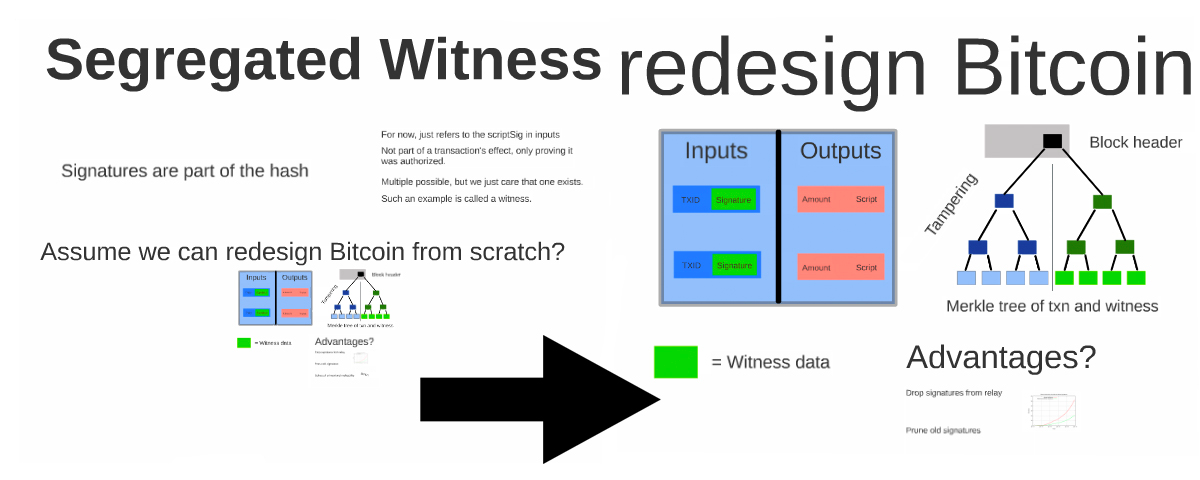 Segregated Witness
Signatures are part of the hash
For now, just refers to the scriptSig in inputs
Not part of a transaction's effect, only proving it
was authorized.
Multiple possible, but we just care that one exists.
Such an example is called a witness.
Assume we can redesign Bitcoin from scratch?
Inputs
Outputs
Block header
Tampering
Merkle tree of txn and witness
= Witness data
Advantages?
redesign Bitcoin
Inputs
Outputs
TXID
Signature
Amount
Script
TXID
Signature
Amount
Script
Block header
Tampering
Merkle tree of txn and witness
= Witness data
Advantages?
Drop signatures from relay
Prune old signatures